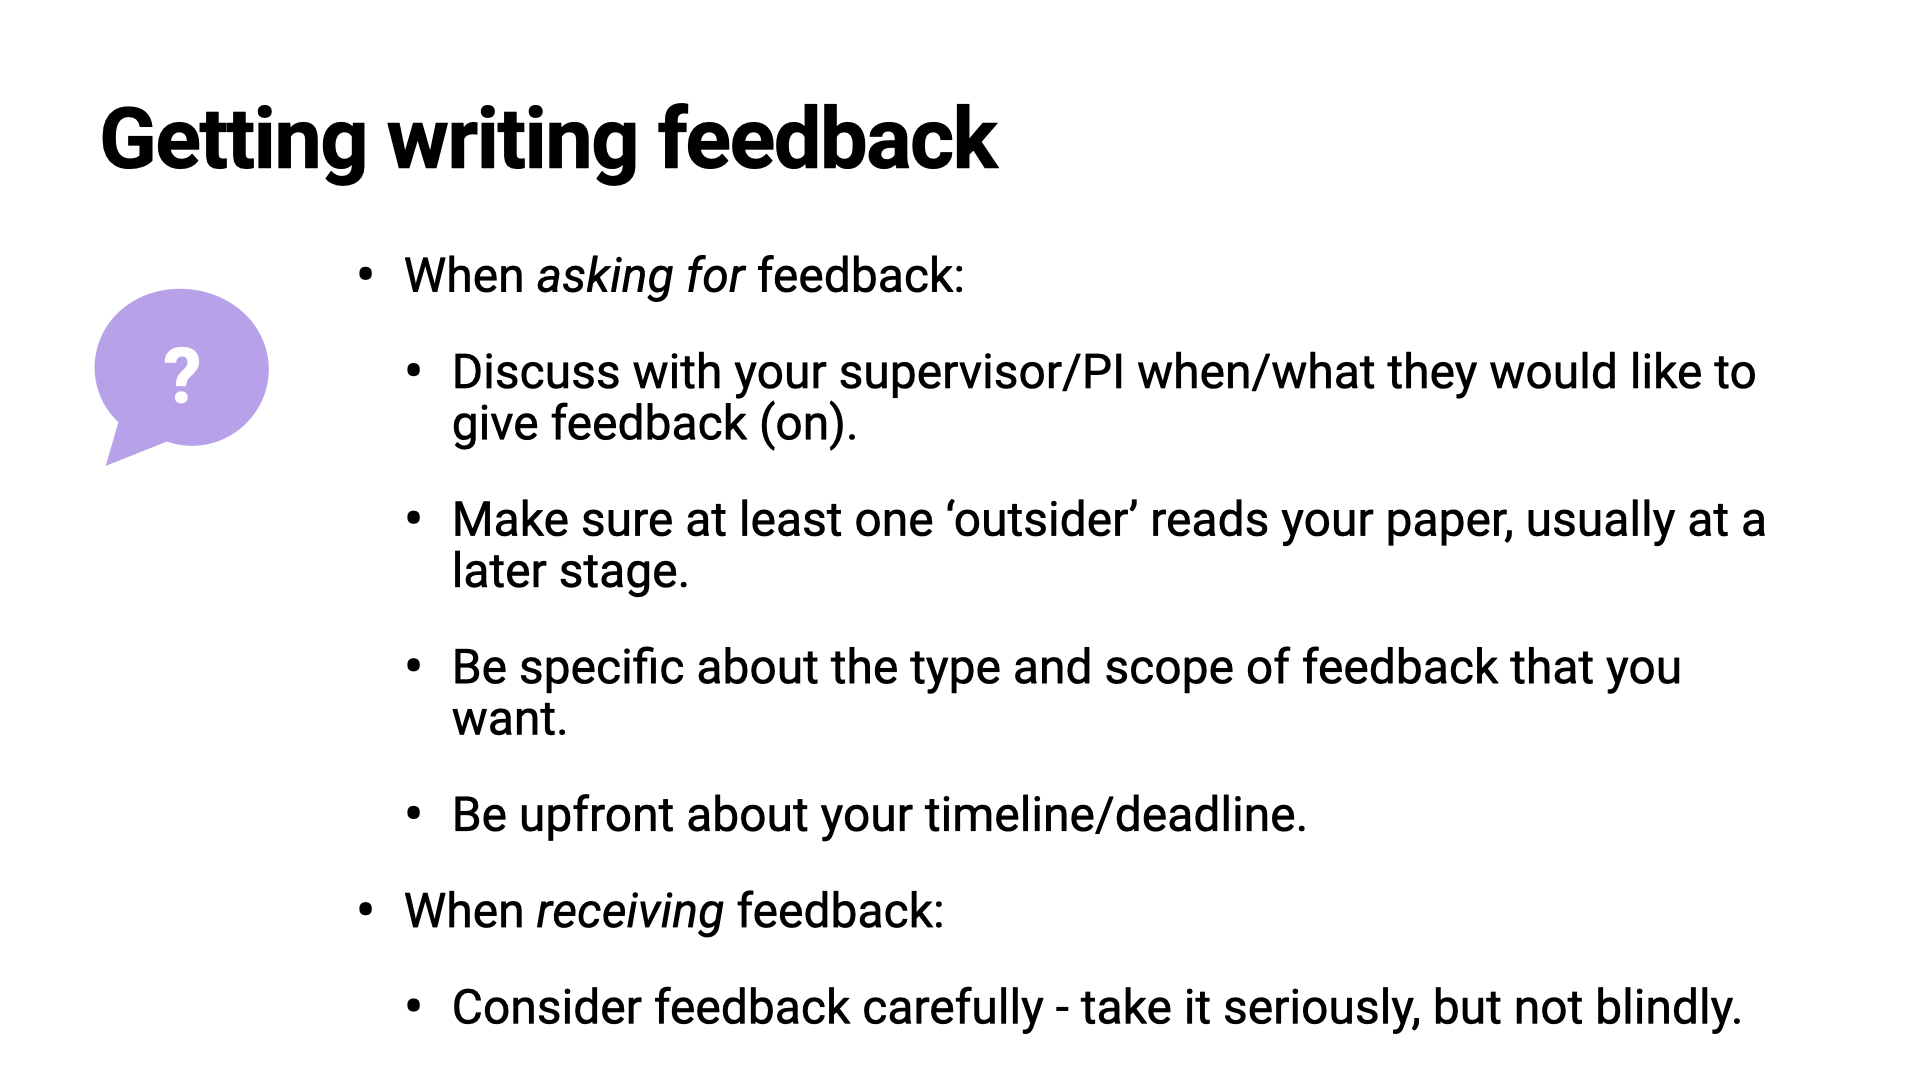 Getting writing feedback
?
• When asking for feedback:
• Discuss with your supervisor/PI when/what they would like to
give feedback (on).
• Make sure at least one ‘outsider’ reads your paper, usually at a
later stage.
• Be specific about the type and scope of feedback that you
want.
• Be upfront about your timeline/deadline.
• When receiving feedback:
• Consider feedback carefully - take it seriously, but not blindly.